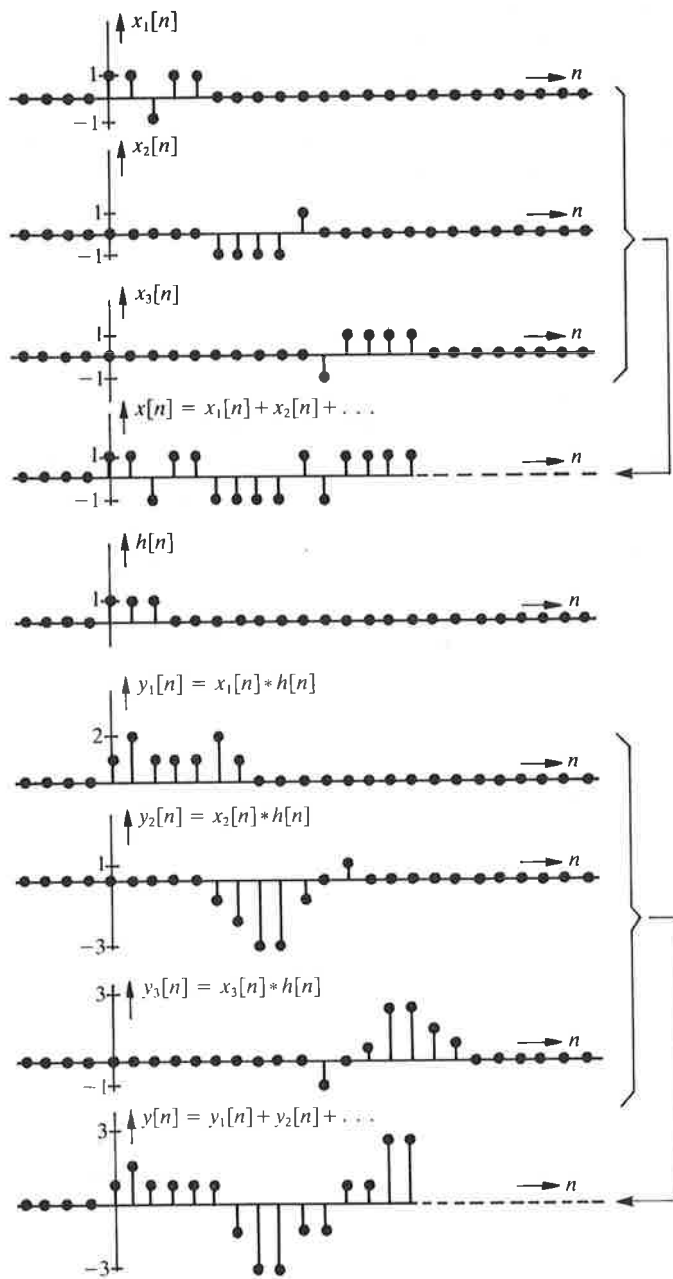 x₁[n]
1
n
−1
x₂[n]
1
n
−1
x₃[n]
1
n
−1
x[n] = x₁[n] + x₂[n] + . . .
1
n
−1
h[n]
1
n
y₁[n] = x₁[n] * h[n]
2
n
y₂[n] = x₂[n] * h[n]
1
n
−3
y₃[n] = x₃[n] * h[n]
3
n
−1
y[n] = y₁[n] + y₂[n] + . . .
3
n
−3